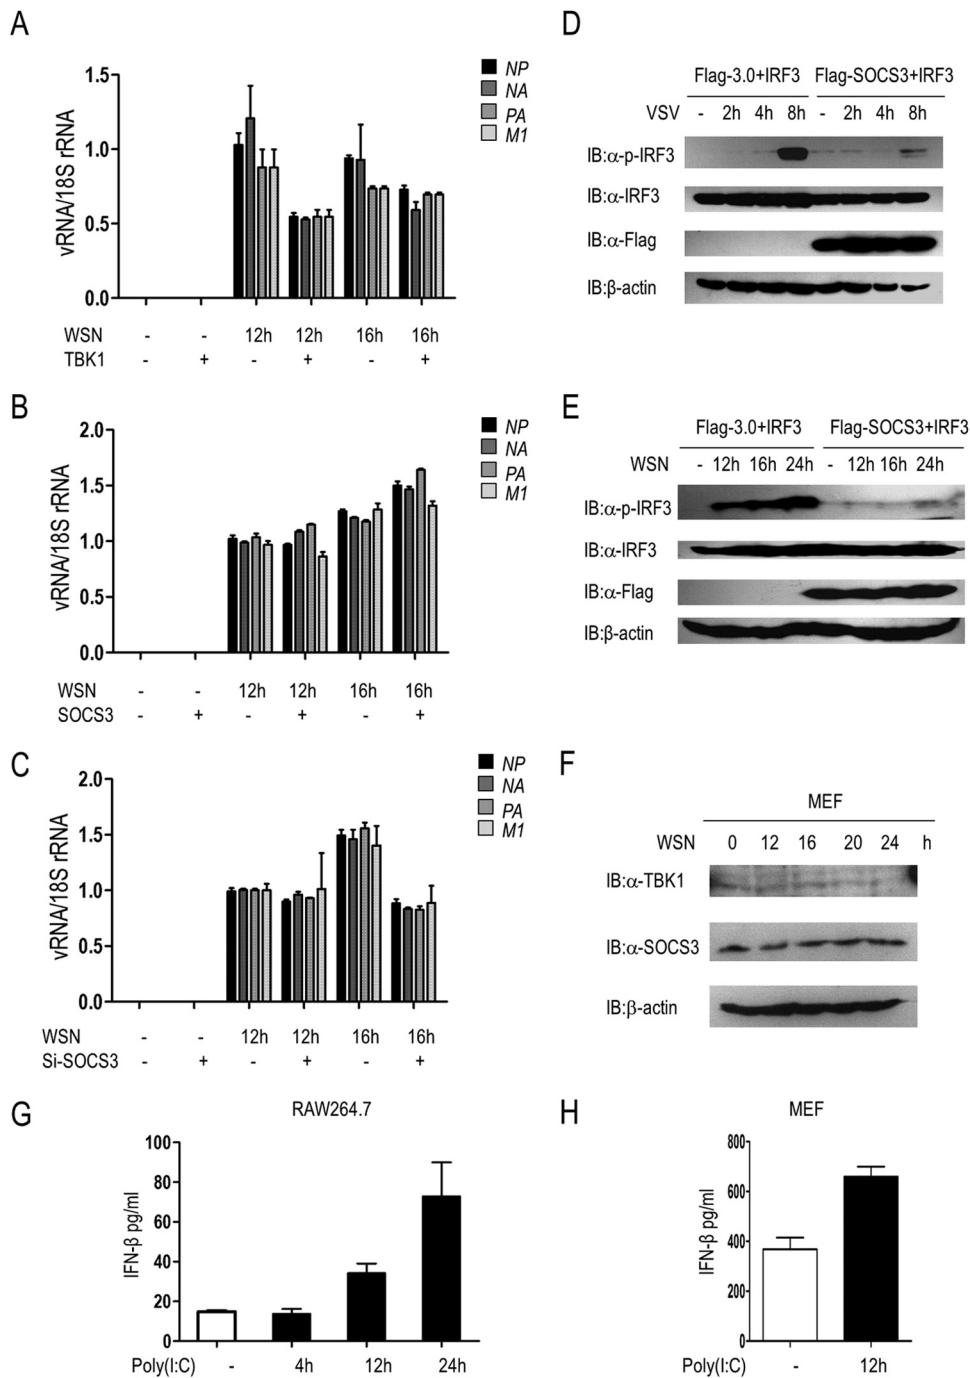 A
vRNA/18S rRNA
1.5
1.0
0.5
0.0
NP
NA
PA
M1
WSN - - 12h 12h 16h 16h
TBK1 - + - + - +
B
vRNA/18S rRNA
2.0
1.5
1.0
0.5
0.0
NP
NA
PA
M1
WSN - - 12h 12h 16h 16h
SOCS3 - + - + - +
C
vRNA/18S rRNA
2.0
1.5
1.0
0.5
0.0
NP
NA
PA
M1
WSN - - 12h 12h 16h 16h
Si-SOCS3 - + - + - +
D
Flag-3.0+IRF3 Flag-SOCS3+IRF3
VSV - 2h 4h 8h - 2h 4h 8h
IB:α-p-IRF3
IB:α-IRF3
IB:α-Flag
IB:β-actin
E
Flag-3.0+IRF3 Flag-SOCS3+IRF3
WSN - 12h 16h 24h - 12h 16h 24h
IB:α-p-IRF3
IB:α-IRF3
IB:α-Flag
IB:β-actin
F
MEF
WSN 0 12 16 20 24 h
IB:α-TBK1
IB:α-SOCS3
IB:β-actin
G
RAW264.7
IFN-β pg/ml
100
80
60
40
20
0
Poly(I:C) - 4h 12h 24h
H
MEF
IFN-β pg/ml
800
600
400
200
0
Poly(I:C) - 12h